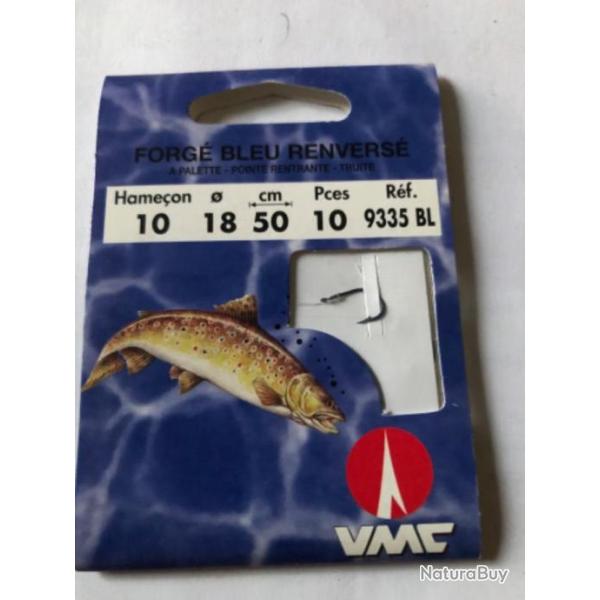 FORGÉ BLEU RENVERSÉ
A PALETTE - POINTE RENTRANTE - TRUITE
Hameçon ø cm Pces Réf.
10 18 50 10 9335 BL
VMC
NaturaBuy